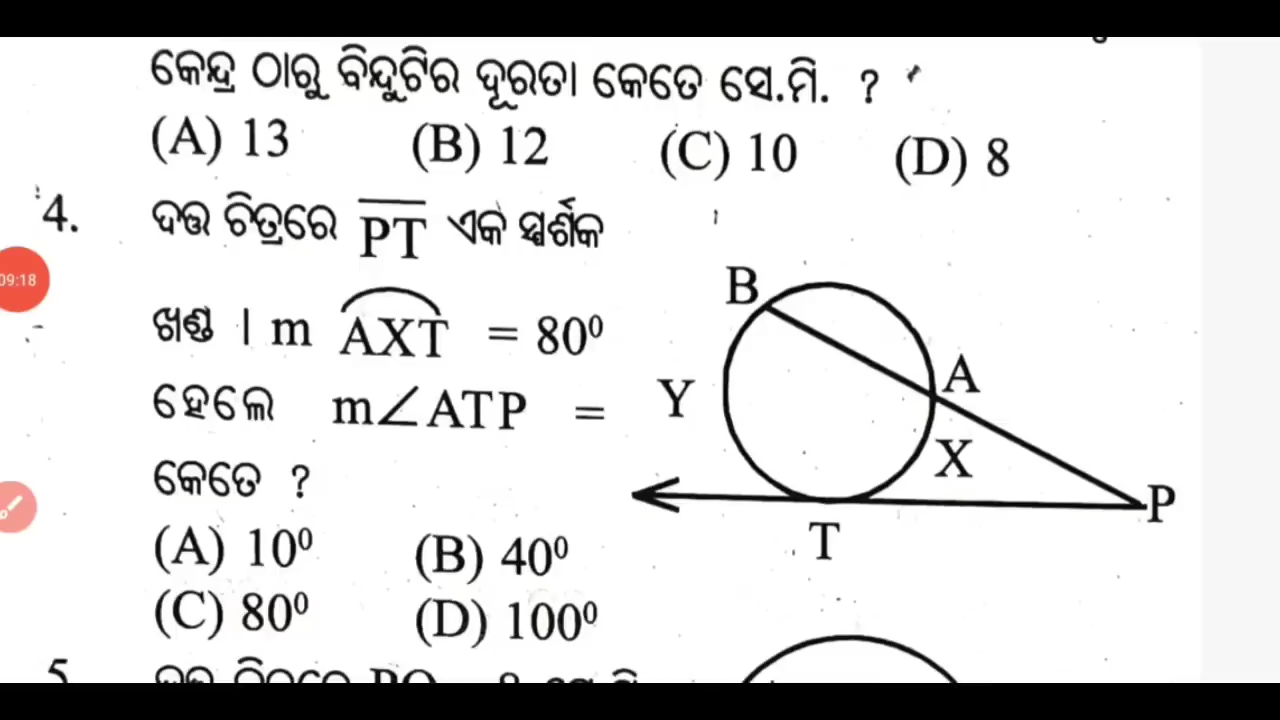 କେନ୍ଦ୍ର ଠାରୁ ବିନ୍ଦୁଟିର ଦୂରତା କେତେ ସେ.ମି. ?
(A) 13 (B) 12 (C) 10 (D) 8
4. ଦତ୍ତ ଚିତ୍ରରେ PT ଏକ ସ୍ପର୍ଶକ
ଖଣ୍ଡ । m AXT = 80⁰
ହେଲେ m∠ATP =
କେତେ ?
(A) 10⁰ (B) 40⁰
(C) 80⁰ (D) 100⁰
B
A
Y
X
P
T
09:18
5.